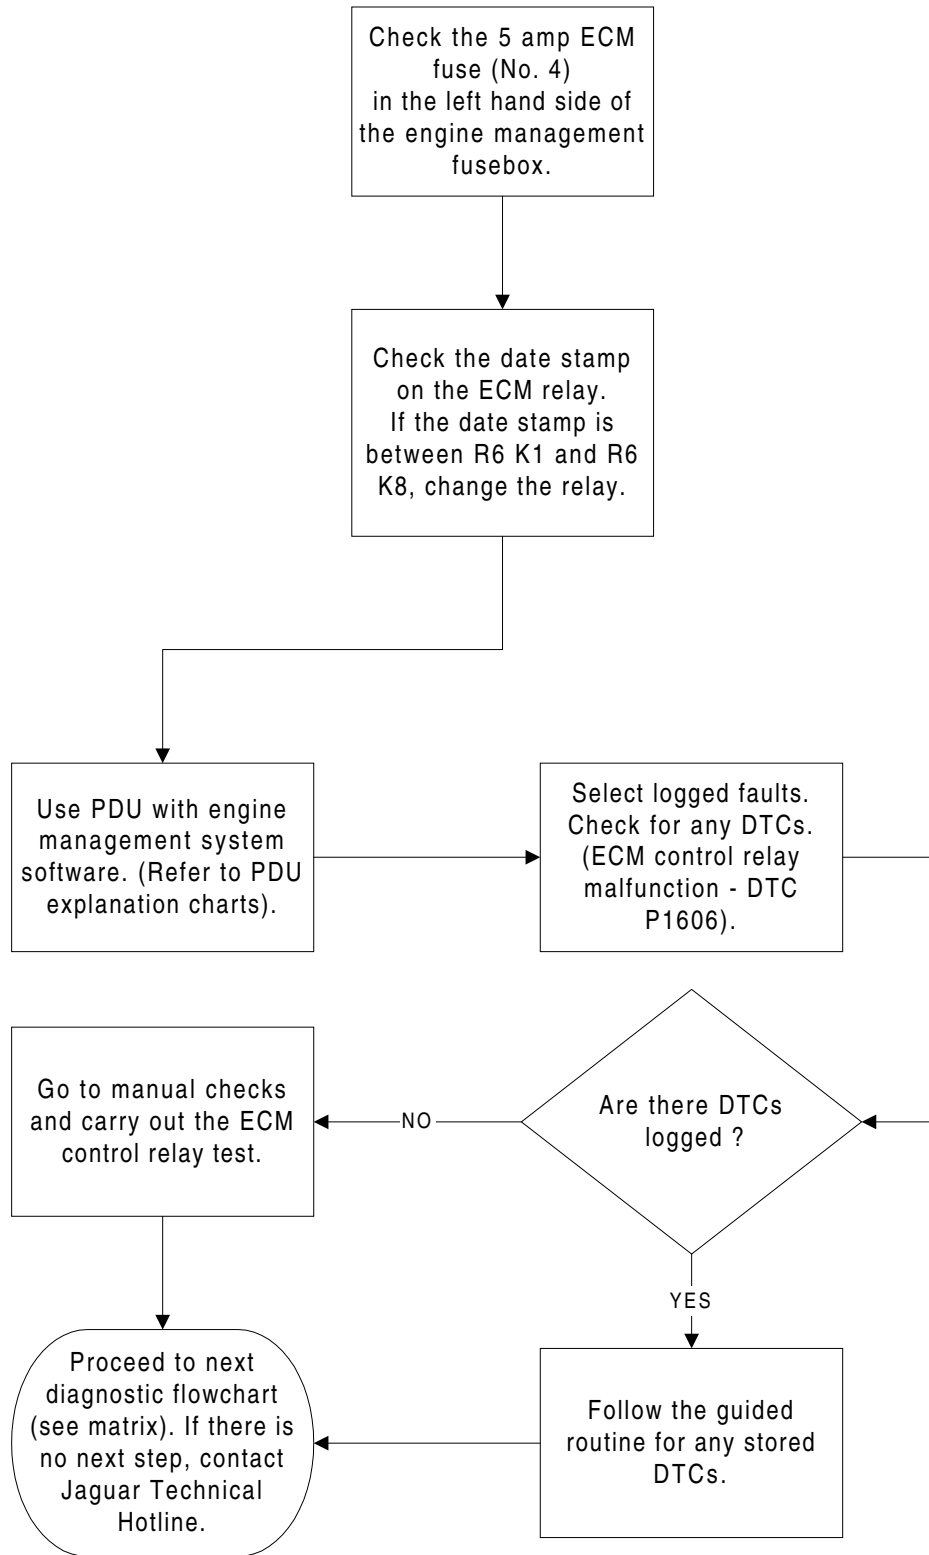 Check the 5 amp ECM
fuse (No. 4)
in the left hand side of
the engine management
fusebox.
Check the date stamp
on the ECM relay.
If the date stamp is
between R6 K1 and R6
K8, change the relay.
Use PDU with engine
management system
software. (Refer to PDU
explanation charts).
Select logged faults.
Check for any DTCs.
(ECM control relay
malfunction - DTC
P1606).
Are there DTCs
logged ?
NO
Go to manual checks
and carry out the ECM
control relay test.
YES
Follow the guided
routine for any stored
DTCs.
Proceed to next
diagnostic flowchart
(see matrix). If there is
no next step, contact
Jaguar Technical
Hotline.